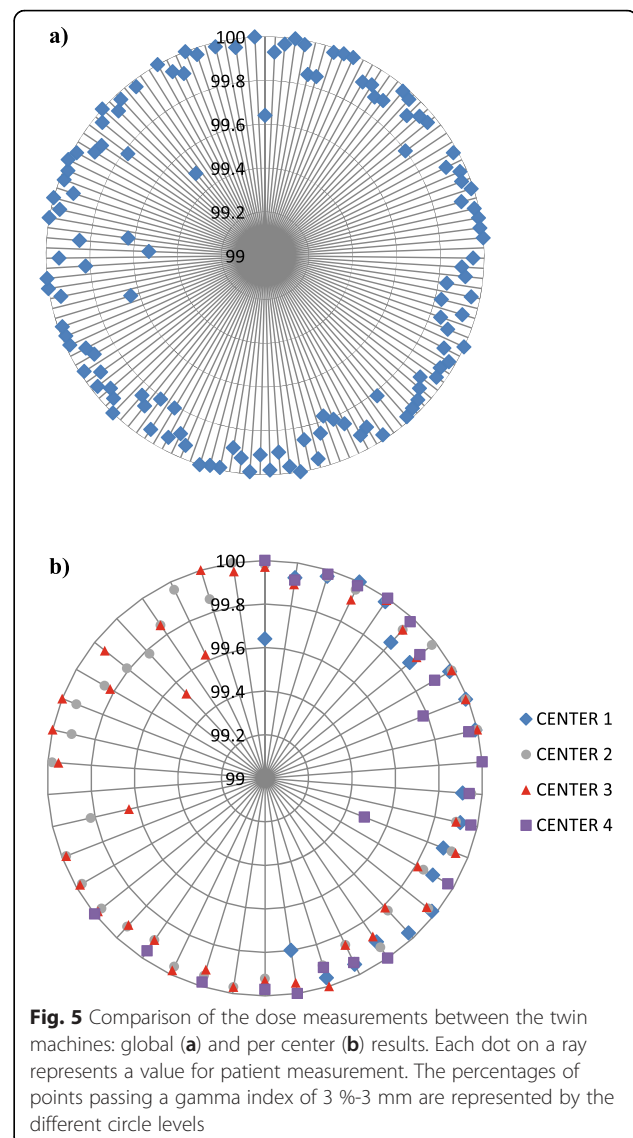 a)
100
99.8
99.6
99.4
99.2
99
b)
100
99.8
99.6
99.4
99.2
99
CENTER 1
CENTER 2
CENTER 3
CENTER 4
Fig. 5 Comparison of the dose measurements between the twin
machines: global (a) and per center (b) results. Each dot on a ray
represents a value for patient measurement. The percentages of
points passing a gamma index of 3 %-3 mm are represented by the
different circle levels